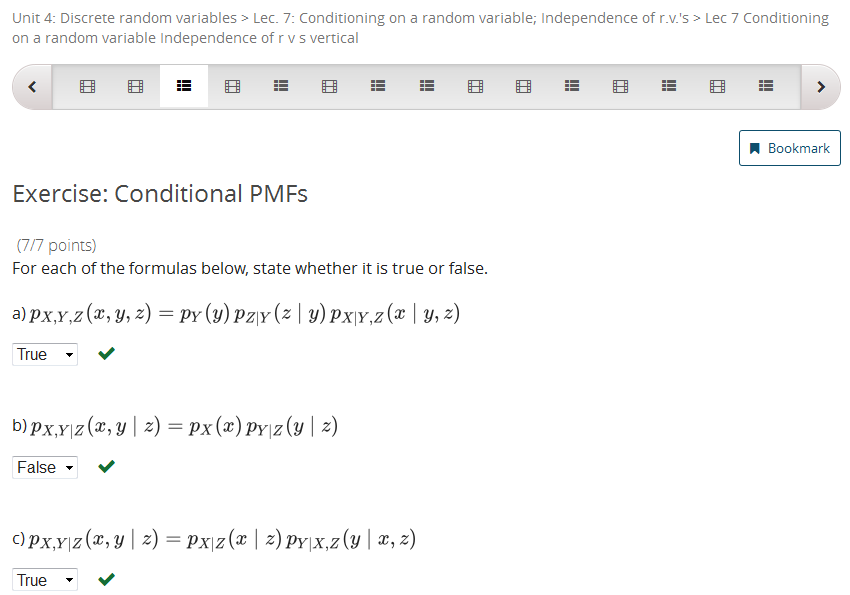 Unit 4: Discrete random variables > Lec. 7: Conditioning on a random variable; Independence of r.v.'s > Lec 7 Conditioning
on a random variable Independence of r v s vertical
Bookmark
Exercise: Conditional PMFs
(7/7 points)
For each of the formulas below, state whether it is true or false.
a) p_{X,Y,Z}(x, y, z) = p_Y(y) p_{Z|Y}(z | y) p_{X|Y,Z}(x | y, z)
True
b) p_{X,Y|Z}(x, y | z) = p_X(x) p_{Y|Z}(y | z)
False
c) p_{X,Y|Z}(x, y | z) = p_{X|Z}(x | z) p_{Y|X,Z}(y | x, z)
True